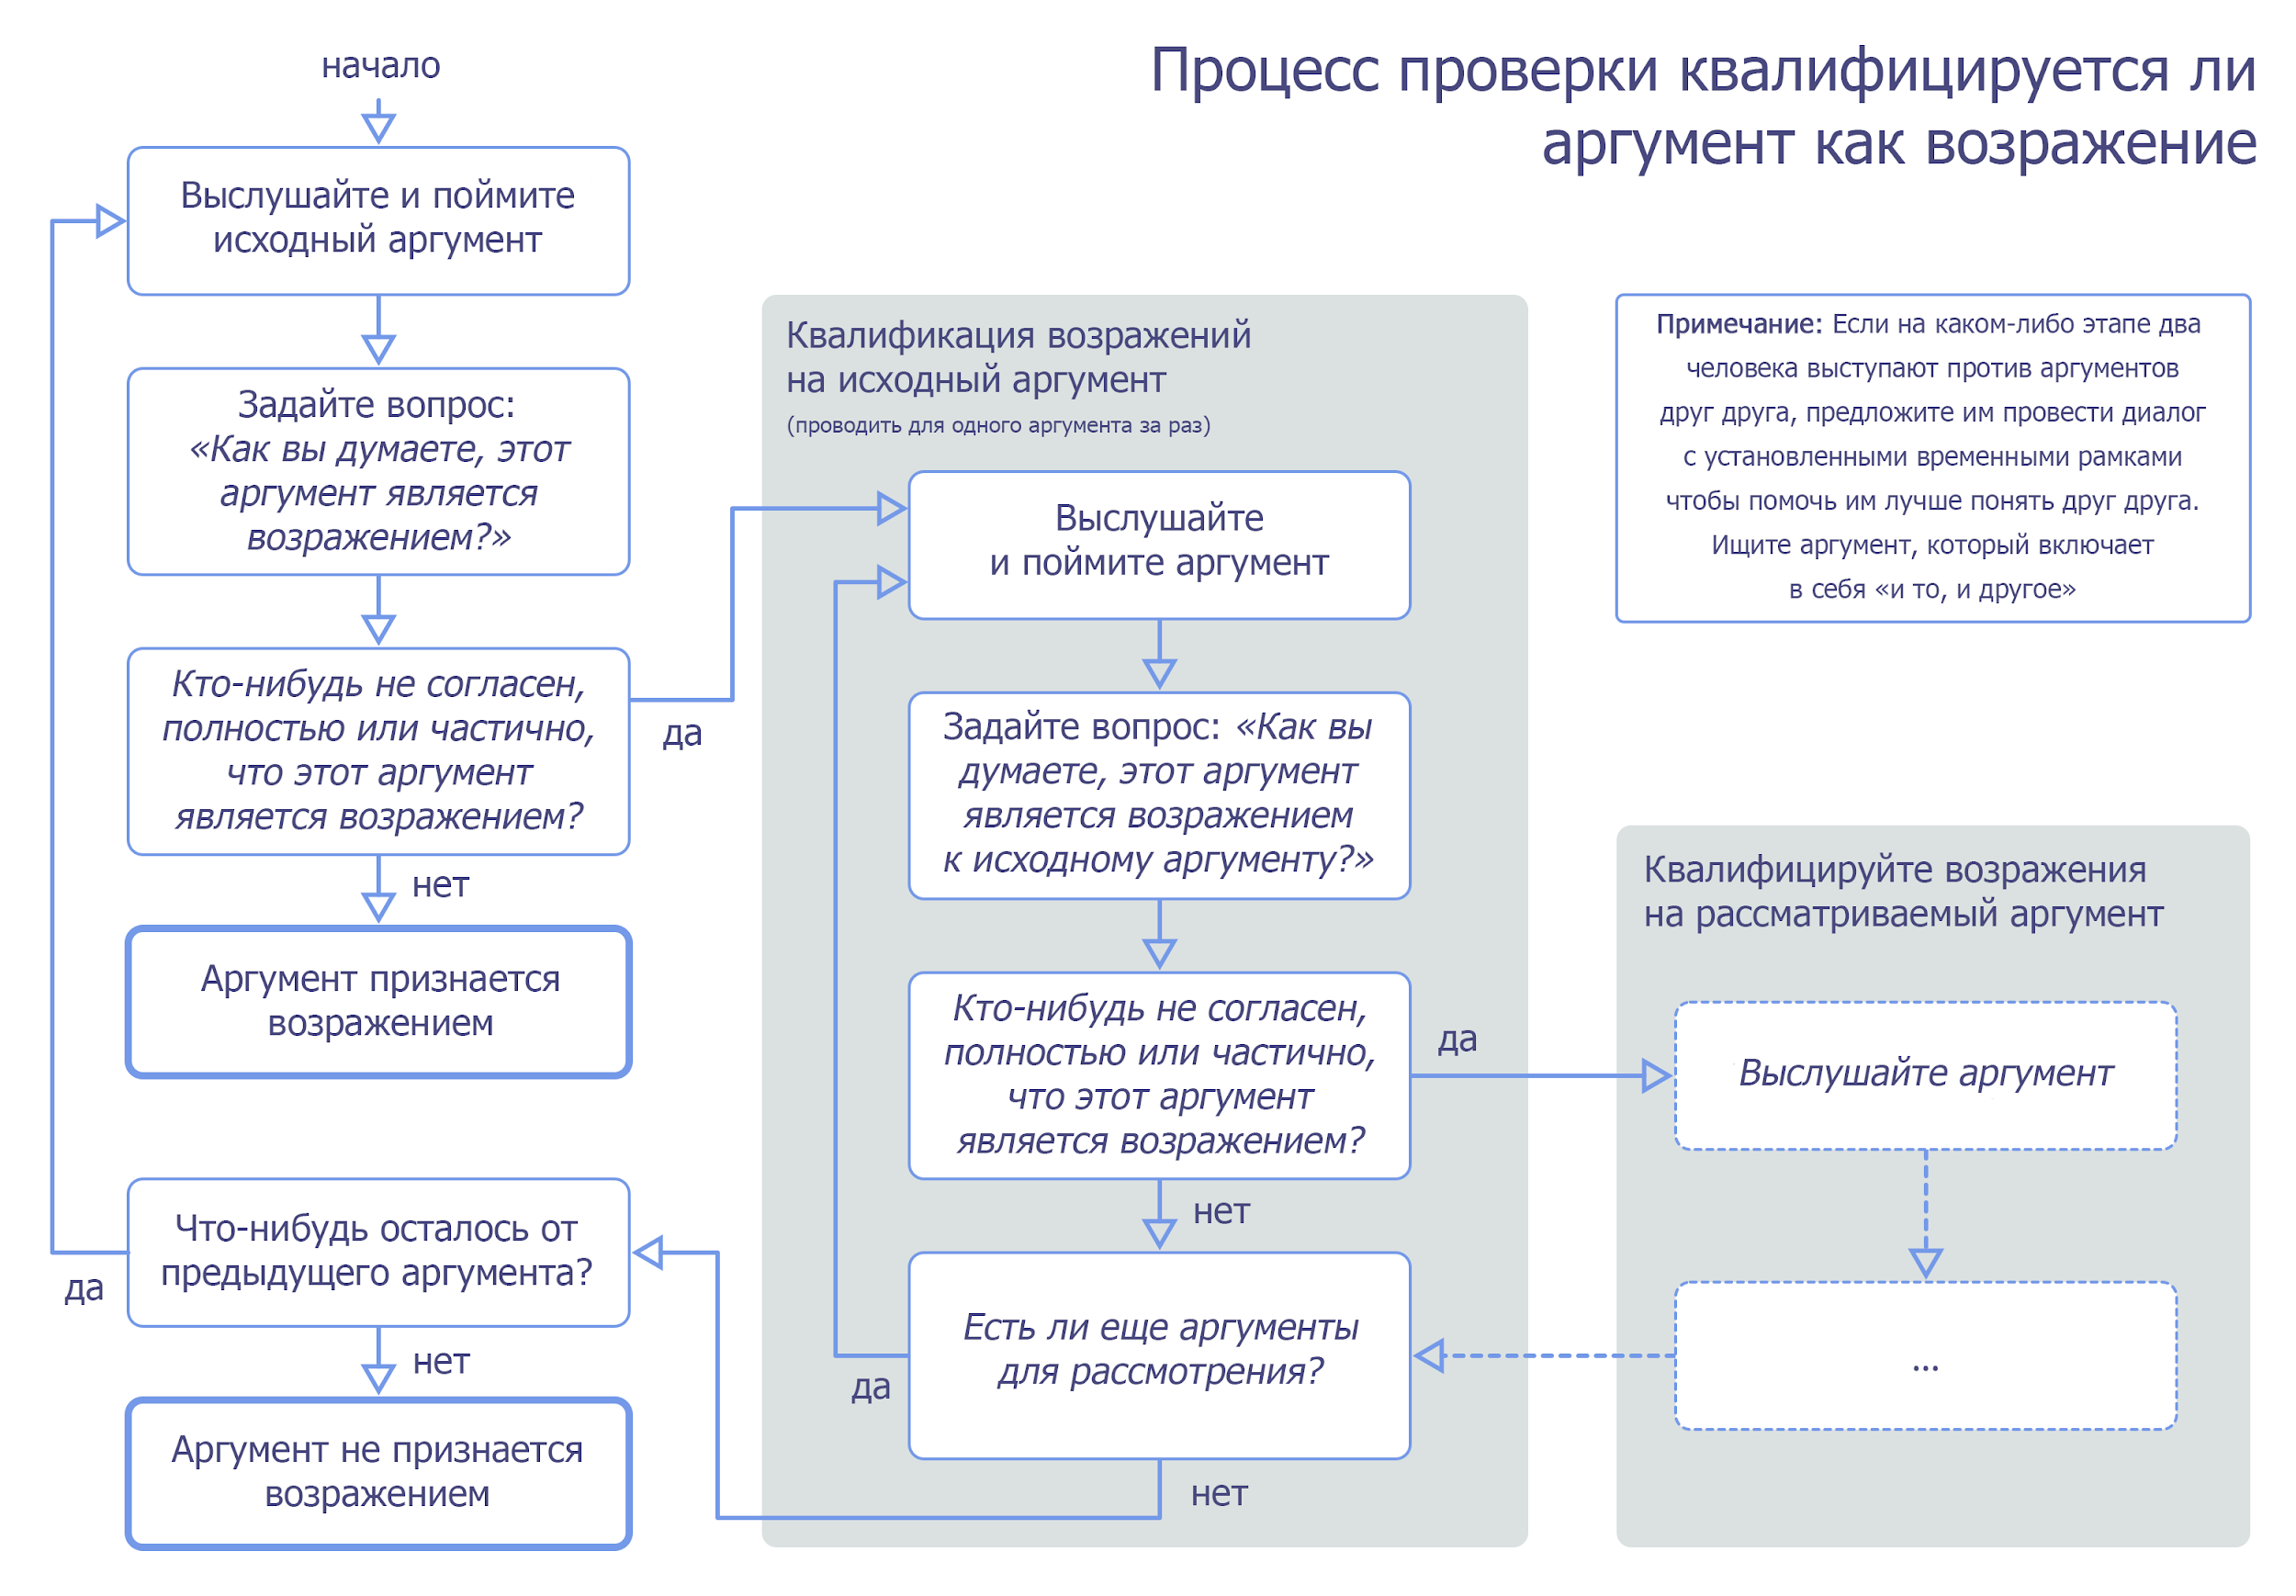 Процесс проверки квалифицируется ли
аргумент как возражение
начало
Выслушайте и поймите
исходный аргумент
Задайте вопрос:
«Как вы думаете, этот
аргумент является
возражением?»
Кто-нибудь не согласен,
полностью или частично,
что этот аргумент
является возражением?
да
нет
Аргумент признается
возражением
Что-нибудь осталось от
предыдущего аргумента?
да
нет
Аргумент не признается
возражением
Квалификация возражений
на исходный аргумент
(проводить для одного аргумента за раз)
Выслушайте
и поймите аргумент
Задайте вопрос: «Как вы
думаете, этот аргумент
является возражением
к исходному аргументу?»
Кто-нибудь не согласен,
полностью или частично,
что этот аргумент
является возражением?
да
нет
Есть ли еще аргументы
для рассмотрения?
да
нет
Примечание: Если на каком-либо этапе два
человека выступают против аргументов
друг друга, предложите им провести диалог
с установленными временными рамками
чтобы помочь им лучше понять друг друга.
Ищите аргумент, который включает
в себя «и то, и другое»
Квалифицируйте возражения
на рассматриваемый аргумент
Выслушайте аргумент
...